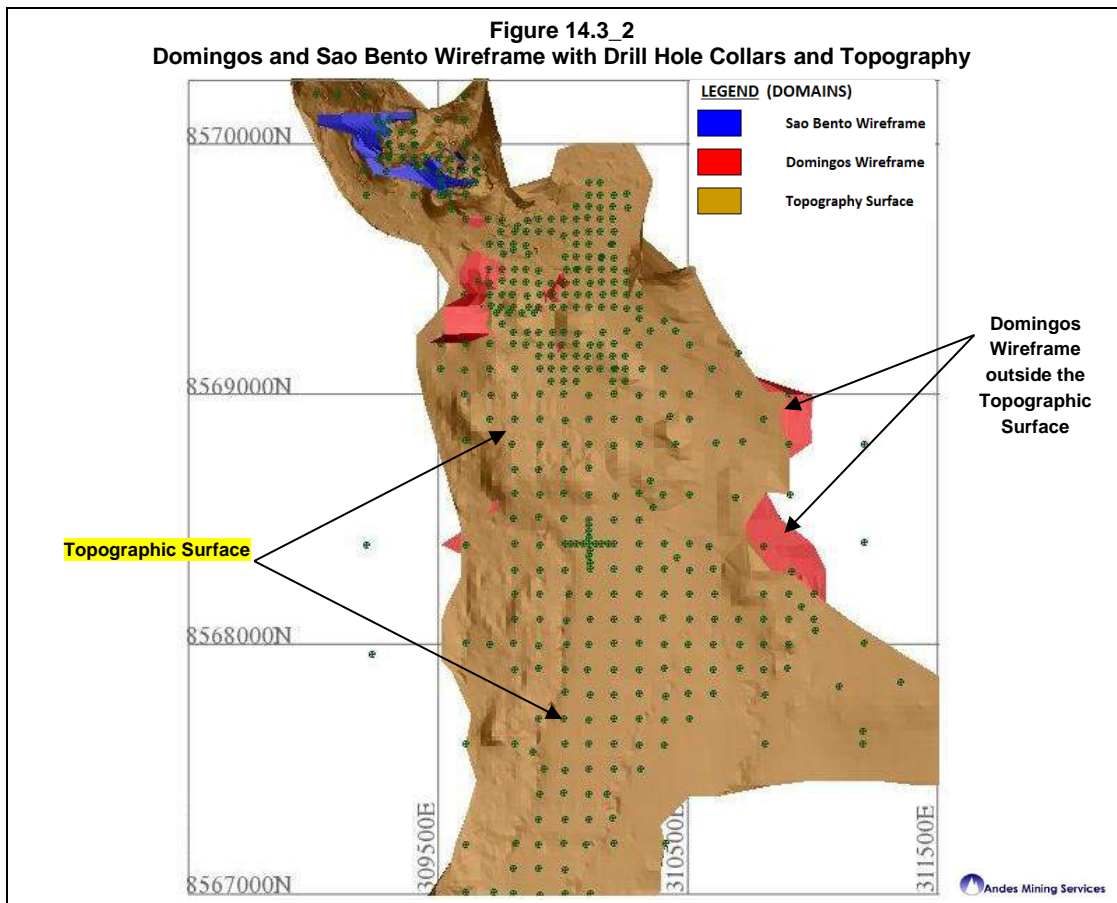 Figure 14.3_2
Domingos and Sao Bento Wireframe with Drill Hole Collars and Topography
LEGEND (DOMAINS)
Sao Bento Wireframe
Domingos Wireframe
Topography Surface
8570000N
Domingos
Wireframe
outside the
Topographic
Surface
8569000N
Topographic Surface
8568000N
309500E
310500E
311500E
8567000N
Andes Mining Services